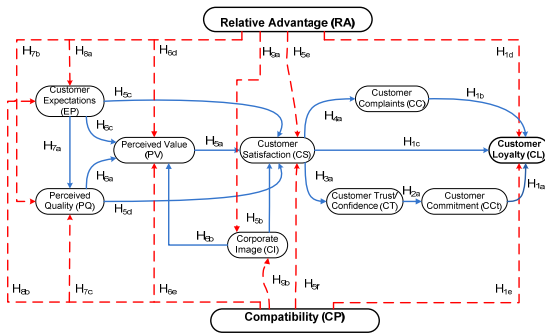 Relative Advantage (RA)
H7b
H8a
H6d
H9a
H5e
H1d
Customer
Expectations
(EP)
H5c
Customer
Complaints (CC)
H1b
H6c
H4a
H7a
Perceived Value
(PV)
H5a
Customer
Satisfaction (CS)
H1c
Customer
Loyalty (CL)
H6a
H3a
Perceived
Quality (PQ)
H5d
Customer Trust/
Confidence (CT)
H2a
Customer
Commitment (CCt)
H1a
H5b
H6b
Corporate
Image (CI)
H8b
H7c
H6e
H9b
H5f
H1e
Compatibility (CP)